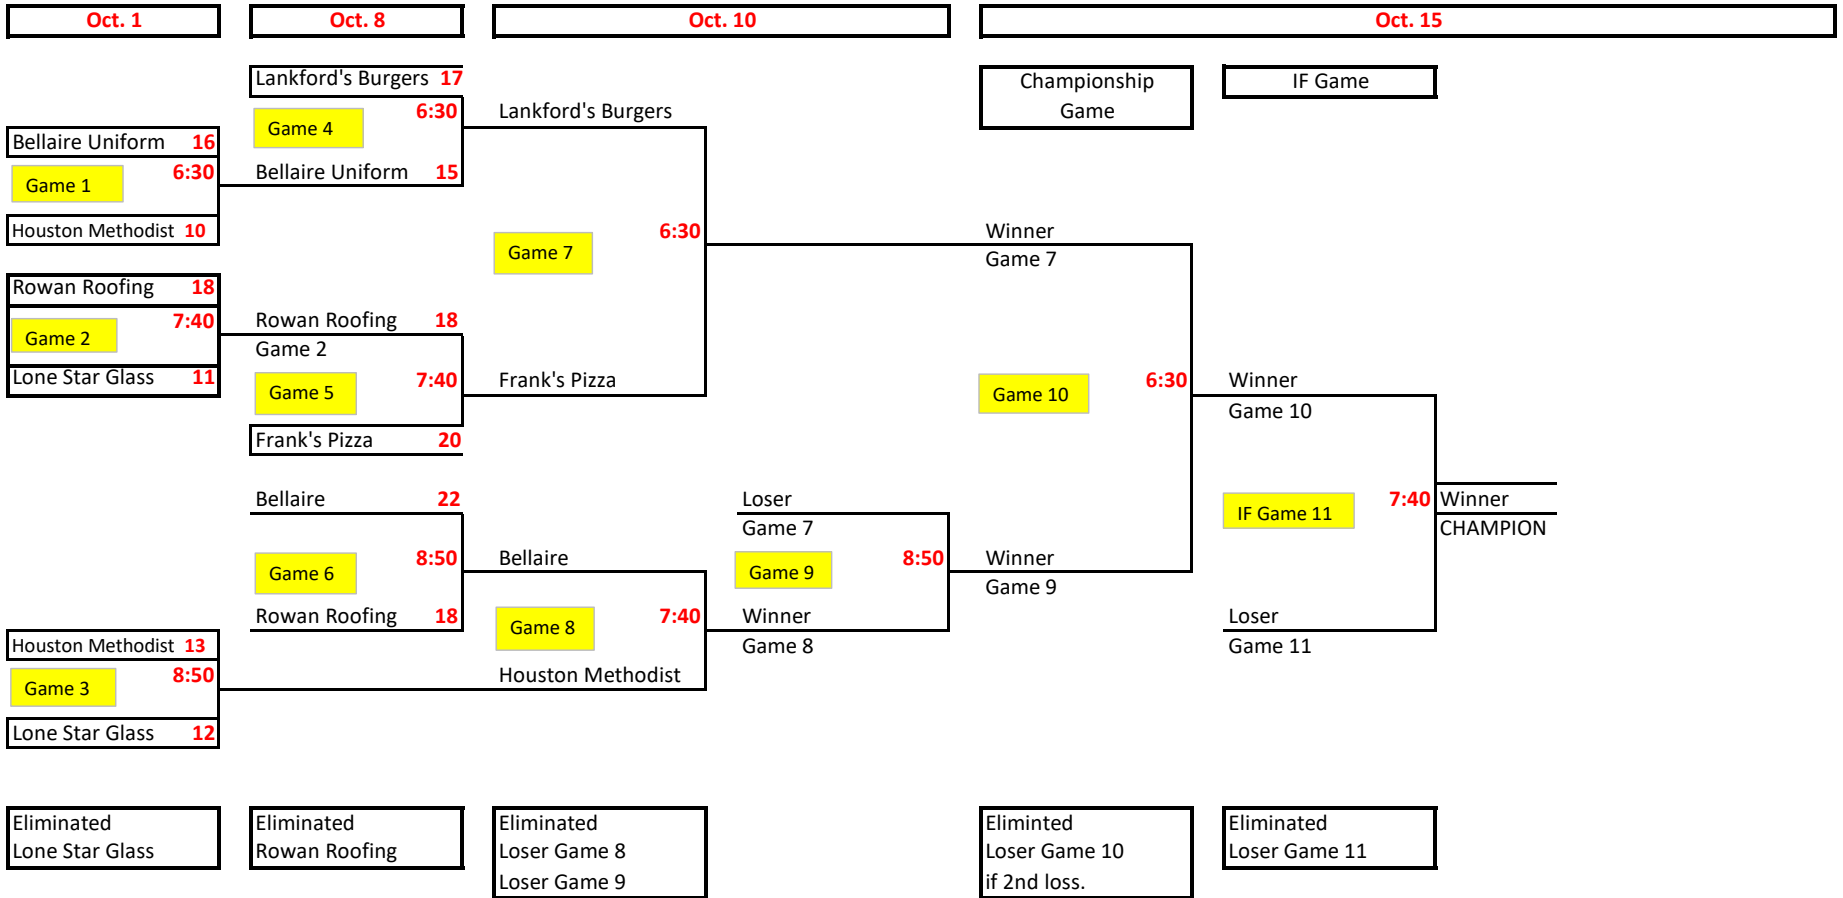 Oct. 1
Oct. 8
Oct. 10
Oct. 15
Lankford's Burgers 17
Championship
Game
IF Game
6:30
Game 4
Lankford's Burgers
Bellaire Uniform 16
6:30
Game 1
Bellaire Uniform 15
Houston Methodist 10
6:30
Game 7
Winner
Game 7
Rowan Roofing 18
7:40
Game 2
Lone Star Glass 11
Rowan Roofing 18
Game 2
7:40
Game 5
Frank's Pizza
Frank's Pizza 20
6:30
Game 10
Winner
Game 10
Bellaire 22
8:50
Game 6
Rowan Roofing 18
Loser
Game 7
8:50
Game 9
Winner
Game 8
Winner
Game 9
7:40
IF Game 11
Winner
CHAMPION
Loser
Game 11
Bellaire
7:40
Game 8
Houston Methodist
Houston Methodist 13
8:50
Game 3
Lone Star Glass 12
Eliminated
Lone Star Glass
Eliminated
Rowan Roofing
Eliminated
Loser Game 8
Loser Game 9
Eliminted
Loser Game 10
if 2nd loss.
Eliminated
Loser Game 11